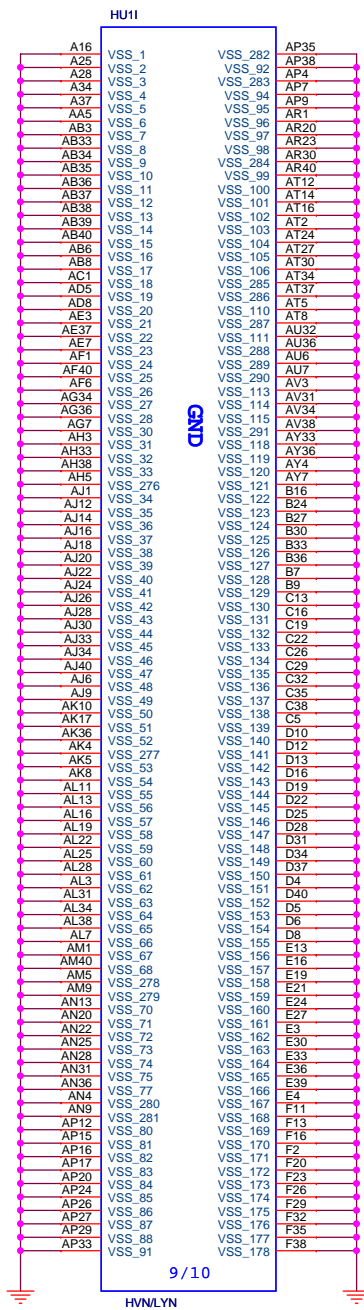 HU1I
A16 VSS_1 VSS_282 AP35
A25 VSS_2 VSS_92 AP38
A28 VSS_3 VSS_283 AP4
A34 VSS_4 VSS_94 AP7
A37 VSS_5 VSS_95 AP9
AA5 VSS_6 VSS_96 AR1
AB3 VSS_7 VSS_97 AR20
AB33 VSS_8 VSS_98 AR23
AB34 VSS_9 VSS_284 AR30
AB35 VSS_10 VSS_99 AR40
AB36 VSS_11 VSS_100 AT12
AB37 VSS_12 VSS_101 AT14
AB38 VSS_13 VSS_102 AT16
AB39 VSS_14 VSS_103 AT2
AB40 VSS_15 VSS_104 AT24
AB6 VSS_16 VSS_105 AT27
AB8 VSS_17 VSS_106 AT30
AC1 VSS_18 VSS_285 AT34
AD5 VSS_19 VSS_286 AT37
AD8 VSS_20 VSS_110 AT5
AE3 VSS_21 VSS_287 AT8
AE37 VSS_22 VSS_111 AU32
AE7 VSS_23 VSS_288 AU36
AF1 VSS_24 VSS_289 AU6
AF40 VSS_25 VSS_290 AU7
AF6 VSS_26 VSS_113 AV3
AG34 VSS_27 VSS_114 AV31
AG36 VSS_28 VSS_115 AV34
AG7 VSS_30 VSS_291 AV38
AH3 VSS_31 VSS_118 AY33
AH33 VSS_32 VSS_119 AY36
AH38 VSS_33 VSS_120 AY4
AH5 VSS_276 VSS_121 AY7
AJ1 VSS_34 VSS_122 B16
AJ12 VSS_35 VSS_123 B24
AJ14 VSS_36 VSS_124 B27
AJ16 VSS_37 VSS_125 B30
AJ18 VSS_38 VSS_126 B33
AJ20 VSS_39 VSS_127 B36
AJ22 VSS_40 VSS_128 B7
AJ24 VSS_41 VSS_129 B9
AJ26 VSS_42 VSS_130 C13
AJ28 VSS_43 VSS_131 C16
AJ30 VSS_44 VSS_132 C19
AJ33 VSS_45 VSS_133 C22
AJ34 VSS_46 VSS_134 C26
AJ40 VSS_47 VSS_135 C29
AJ6 VSS_48 VSS_136 C32
AJ9 VSS_49 VSS_137 C35
AK10 VSS_50 VSS_138 C38
AK17 VSS_51 VSS_139 C5
AK36 VSS_52 VSS_140 D10
AK4 VSS_277 VSS_141 D12
AK5 VSS_53 VSS_142 D13
AK8 VSS_54 VSS_143 D16
AL11 VSS_55 VSS_144 D19
AL13 VSS_56 VSS_145 D22
AL16 VSS_57 VSS_146 D25
AL19 VSS_58 VSS_147 D28
AL22 VSS_59 VSS_148 D31
AL25 VSS_60 VSS_149 D34
AL28 VSS_61 VSS_150 D37
AL3 VSS_62 VSS_151 D4
AL31 VSS_63 VSS_152 D40
AL34 VSS_64 VSS_153 D5
AL38 VSS_65 VSS_154 D6
AL7 VSS_66 VSS_155 D8
AM1 VSS_67 VSS_156 E13
AM40 VSS_68 VSS_157 E16
AM5 VSS_278 VSS_158 E19
AM9 VSS_279 VSS_159 E21
AN13 VSS_70 VSS_160 E24
AN20 VSS_71 VSS_161 E27
AN22 VSS_72 VSS_162 E3
AN25 VSS_73 VSS_163 E30
AN28 VSS_74 VSS_164 E33
AN31 VSS_75 VSS_165 E36
AN36 VSS_77 VSS_166 E39
AN4 VSS_280 VSS_167 E4
AN9 VSS_281 VSS_168 F11
AP12 VSS_80 VSS_169 F13
AP15 VSS_81 VSS_170 F16
AP16 VSS_82 VSS_171 F2
AP17 VSS_83 VSS_172 F20
AP20 VSS_84 VSS_173 F23
AP24 VSS_85 VSS_174 F26
AP26 VSS_86 VSS_175 F29
AP27 VSS_87 VSS_176 F32
AP29 VSS_88 VSS_177 F35
AP33 VSS_91 VSS_178 F38
GND
9/10
HVN/LYN